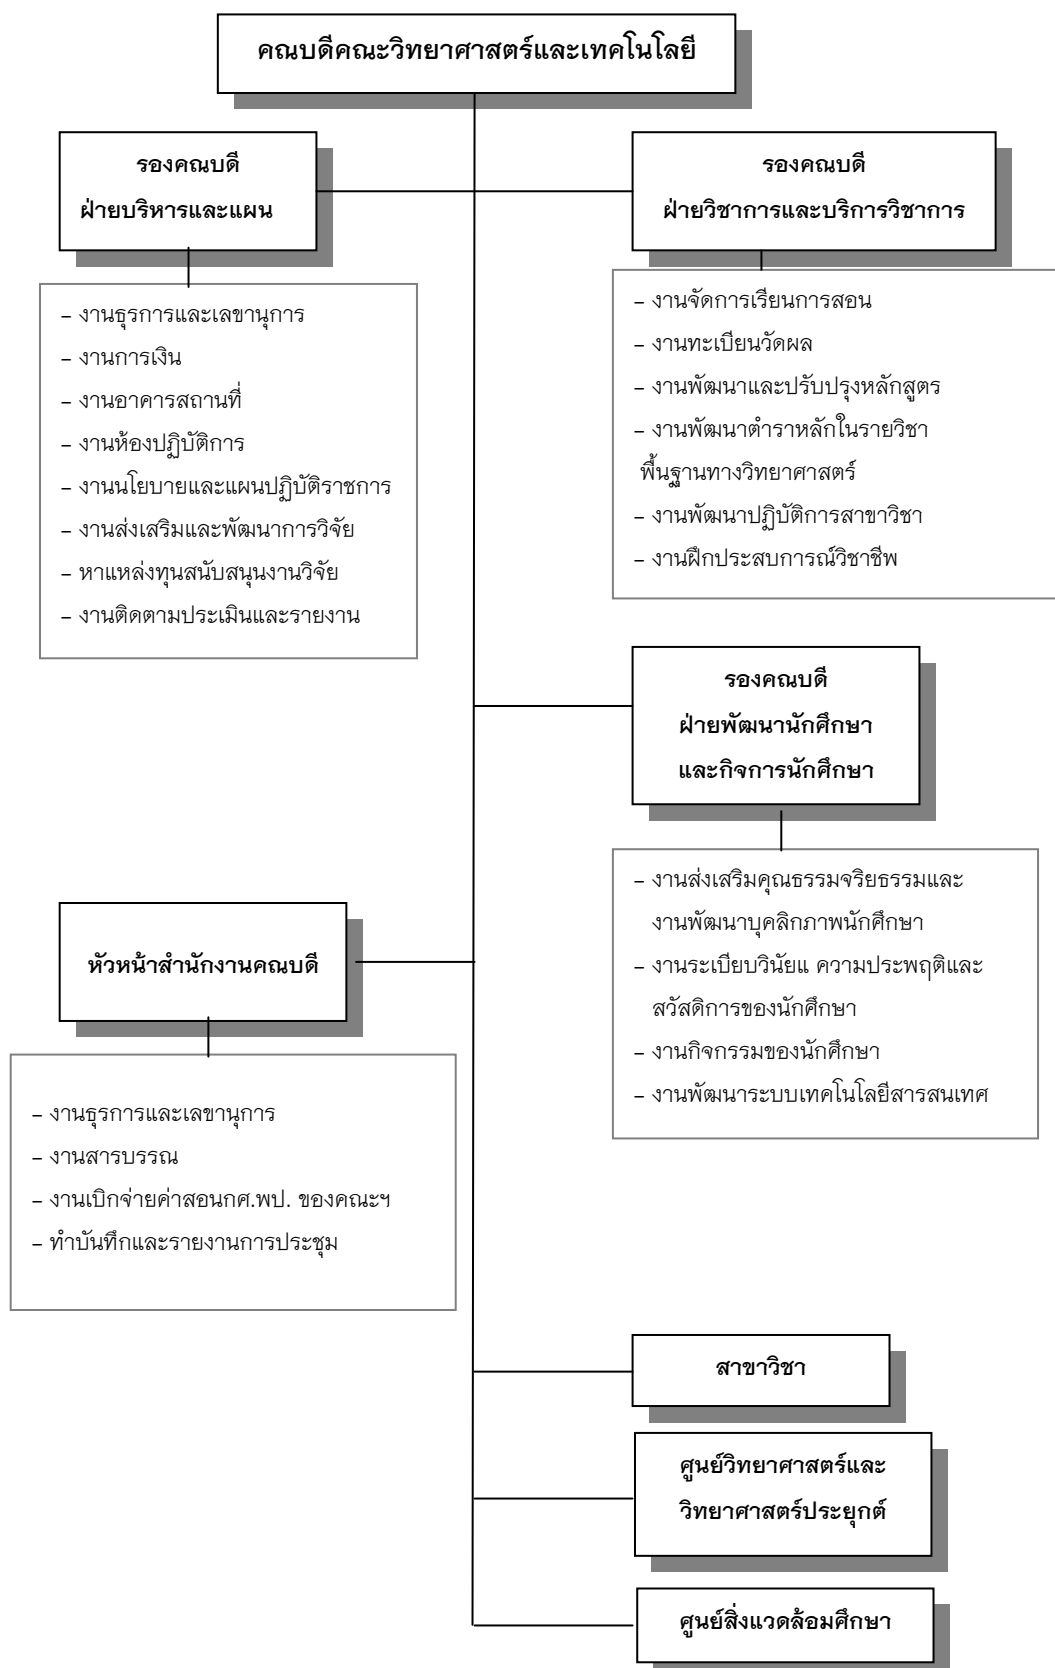 คณบดีคณะวิทยาศาสตร์และเทคโนโลยี
รองคณบดี
ฝ่ายบริหารและแผน
– งานธุรการและเลขานุการ
– งานการเงิน
– งานอาคารสถานที่
– งานห้องปฏิบัติการ
– งานนโยบายและแผนปฏิบัติราชการ
– งานส่งเสริมและพัฒนาการวิจัย
– หาแหล่งทุนสนับสนุนงานวิจัย
– งานติดตามประเมินและรายงาน
รองคณบดี
ฝ่ายวิชาการและบริการวิชาการ
– งานจัดการเรียนการสอน
– งานทะเบียนวัดผล
– งานพัฒนาและปรับปรุงหลักสูตร
– งานพัฒนาตำราหลักในรายวิชา
พื้นฐานทางวิทยาศาสตร์
– งานพัฒนาปฏิบัติการสาขาวิชา
– งานฝึกประสบการณ์วิชาชีพ
รองคณบดี
ฝ่ายพัฒนานักศึกษา
และกิจการนักศึกษา
– งานส่งเสริมคุณธรรมจริยธรรมและ
งานพัฒนาบุคลิกภาพนักศึกษา
– งานระเบียบวินัยแ ความประพฤติและ
สวัสดิการของนักศึกษา
– งานกิจกรรมของนักศึกษา
– งานพัฒนาระบบเทคโนโลยีสารสนเทศ
หัวหน้าสำนักงานคณบดี
– งานธุรการและเลขานุการ
– งานสารบรรณ
– งานเบิกจ่ายค่าสอนกศ.พป. ของคณะฯ
– ทำบันทึกและรายงานการประชุม
สาขาวิชา
ศูนย์วิทยาศาสตร์และ
วิทยาศาสตร์ประยุกต์
ศูนย์สิ่งแวดล้อมศึกษา